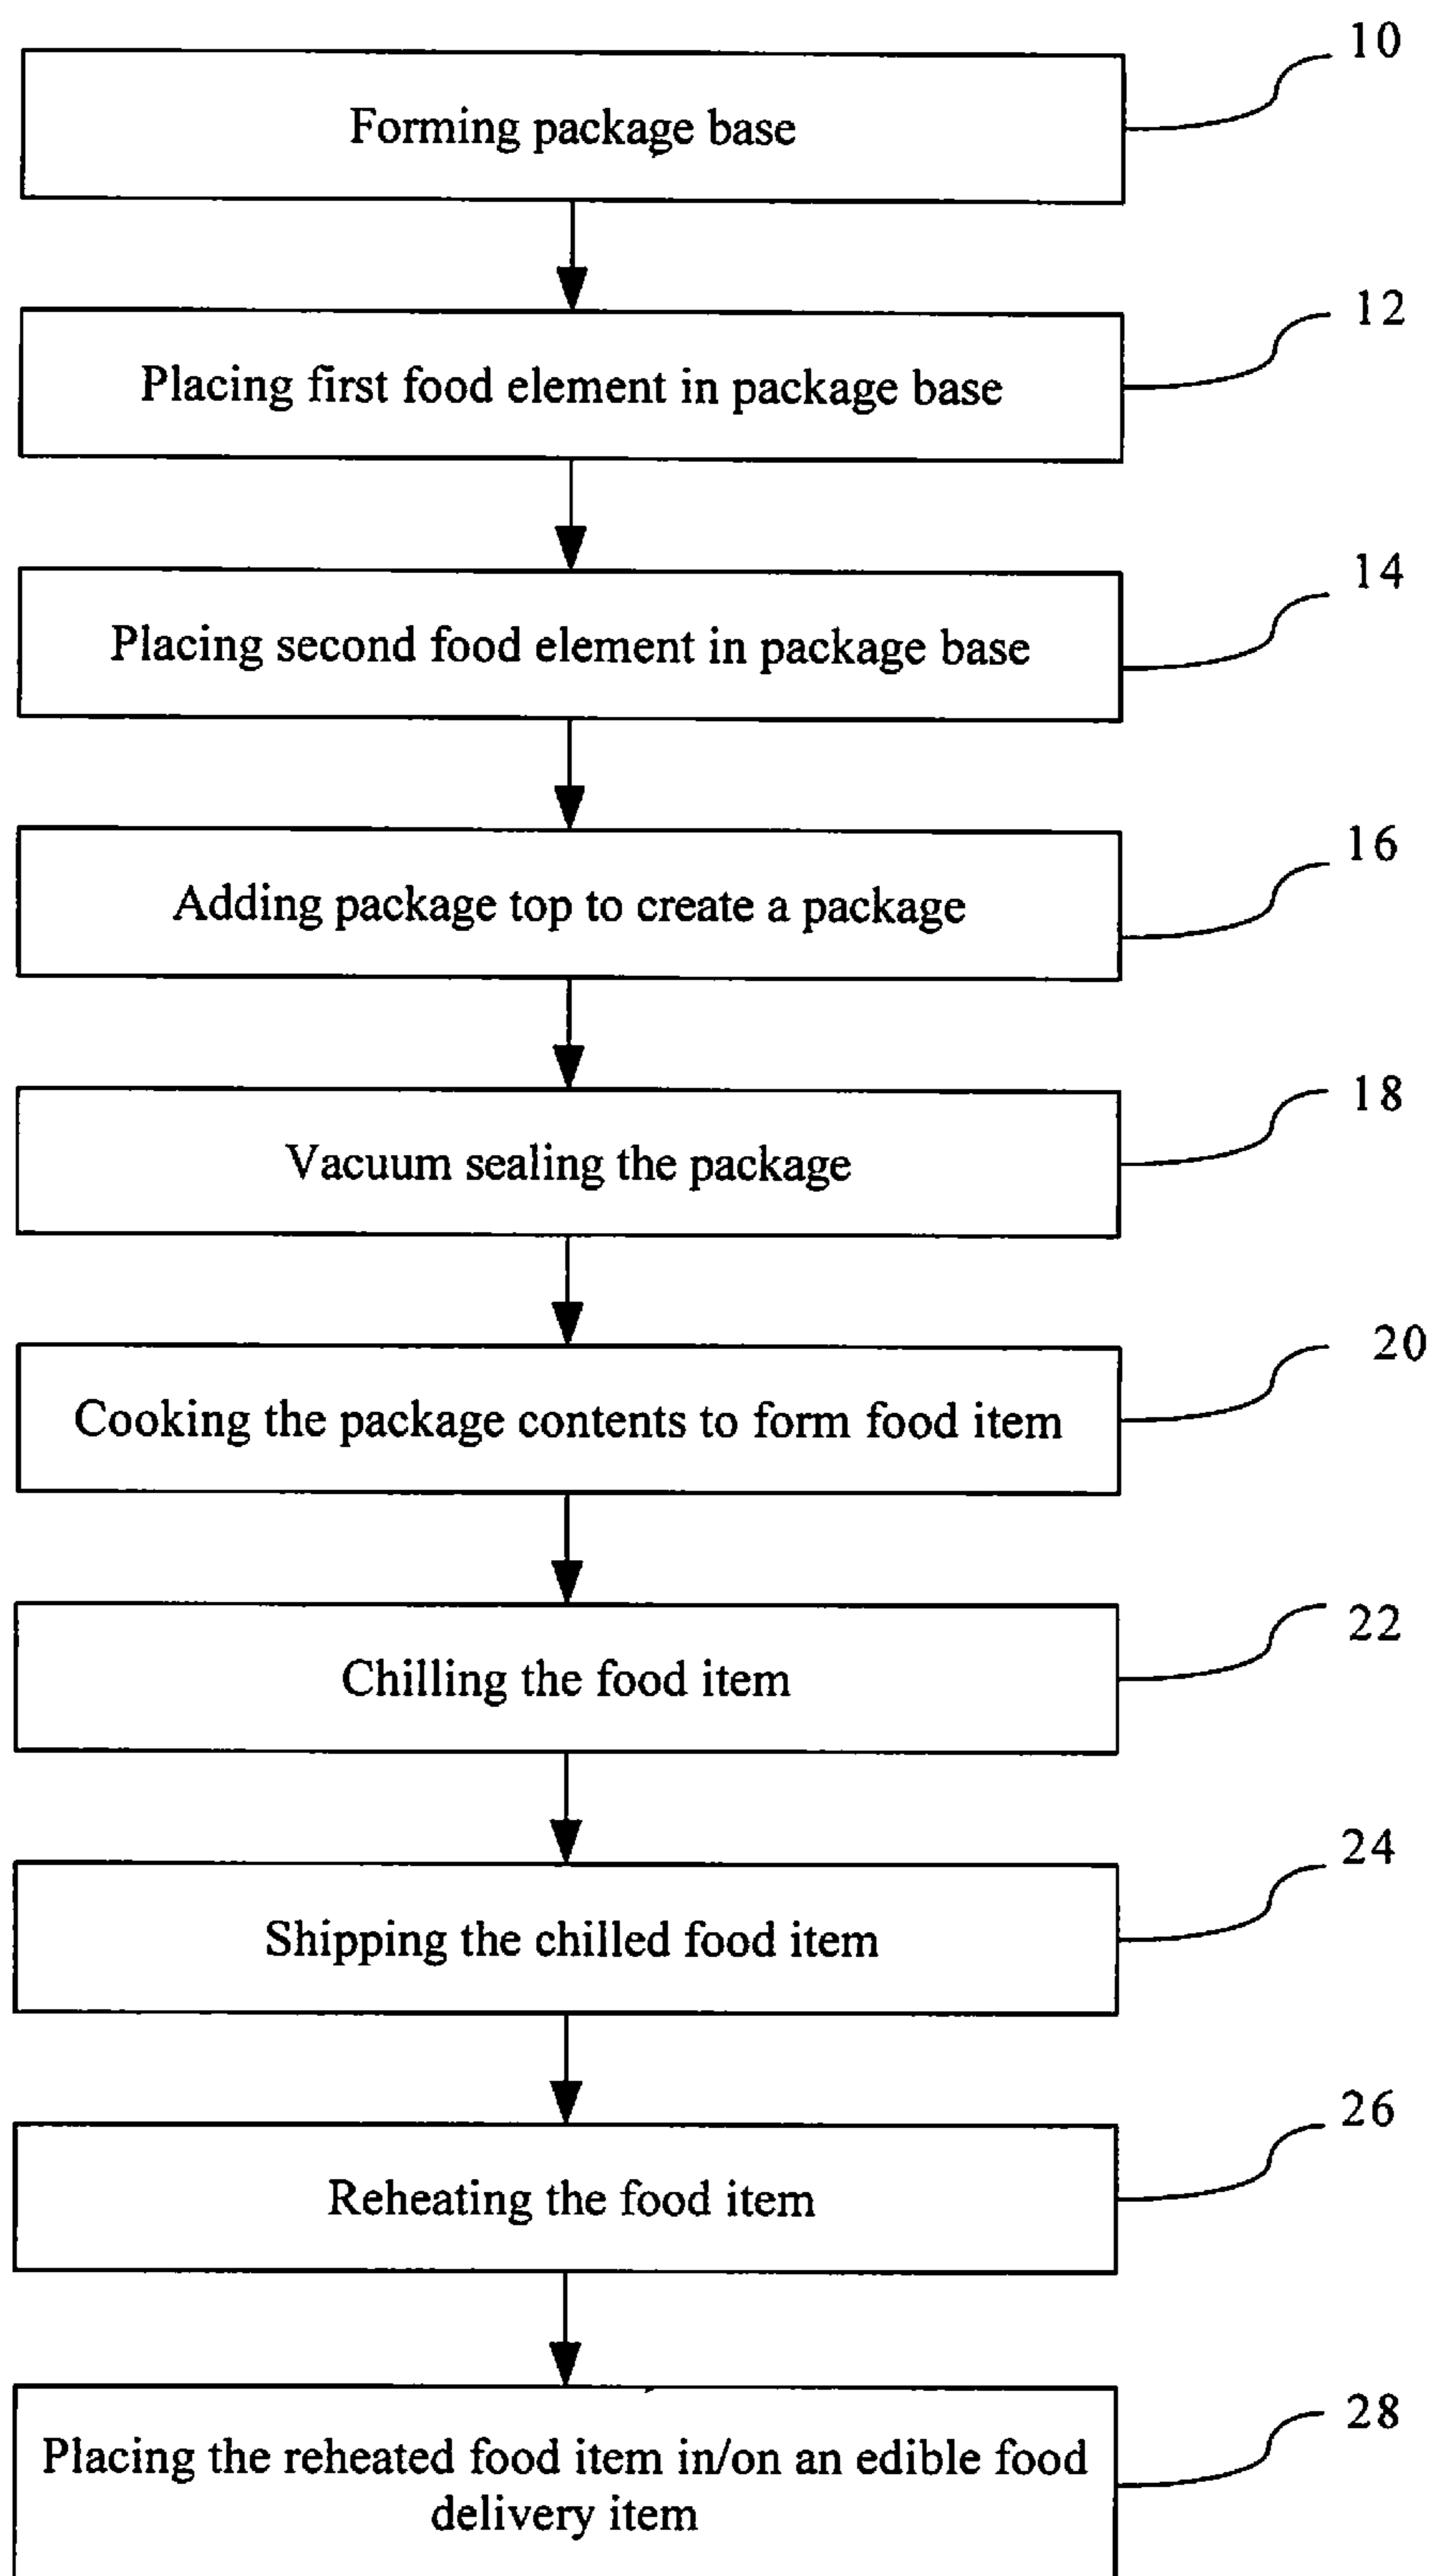 10
Forming package base
12
Placing first food element in package base
14
Placing second food element in package base
16
Adding package top to create a package
18
Vacuum sealing the package
20
Cooking the package contents to form food item
22
Chilling the food item
24
Shipping the chilled food item
26
Reheating the food item
28
Placing the reheated food item in/on an edible food
delivery item